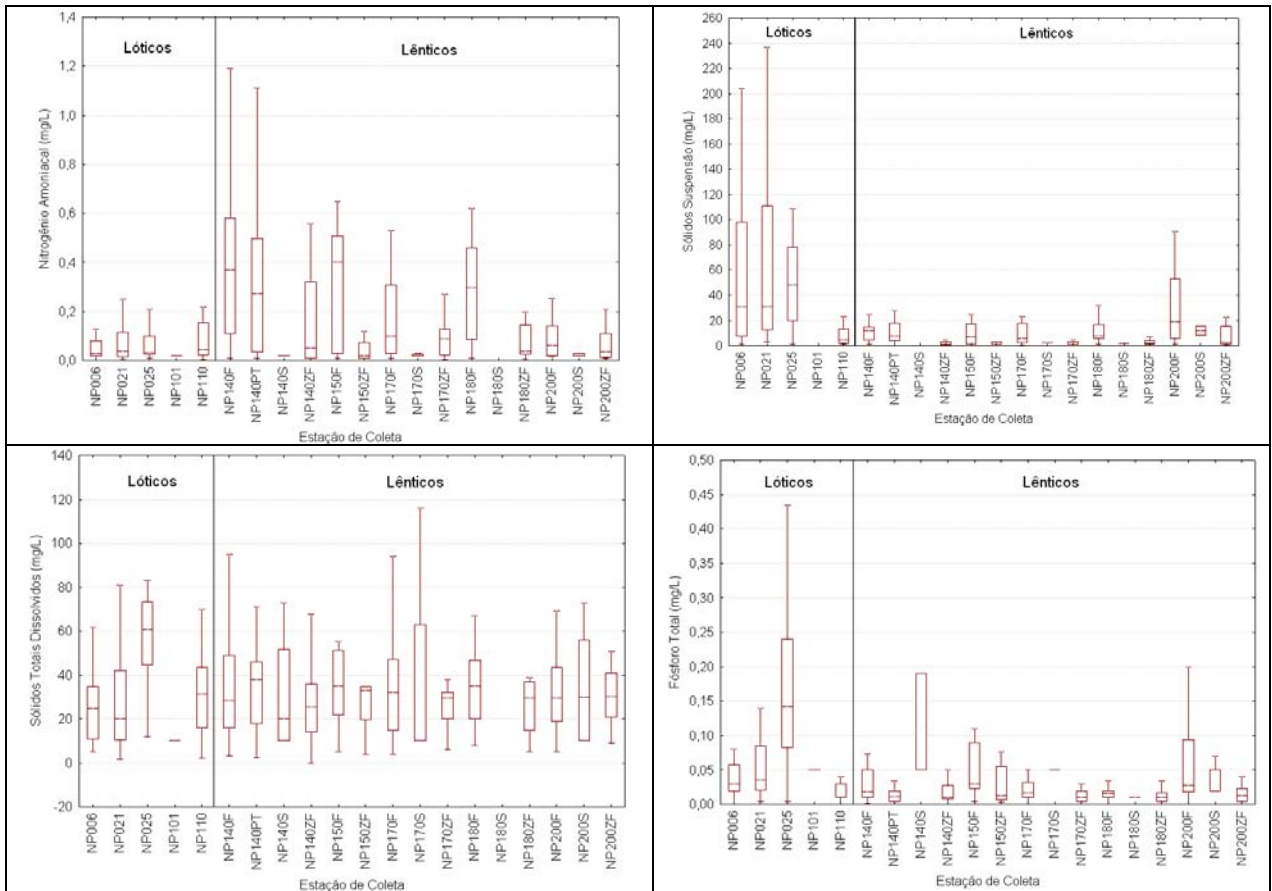 Lóticos
Lênticos
Nitrogênio Amoniacal (mg/L)
1,4
1,2
1,0
0,8
0,6
0,4
0,2
0,0
NP006
NP021
NP025
NP101
NP110
NP140F
NP140PT
NP140S
NP140ZF
NP150F
NP150ZF
NP170F
NP170S
NP170ZF
NP180F
NP180S
NP180ZF
NP200F
NP200S
NP200ZF
Estação de Coleta
Lóticos
Lênticos
Sólidos Suspensão (mg/L)
260
240
220
200
180
160
140
120
100
80
60
40
20
0
NP006
NP021
NP025
NP101
NP110
NP140F
NP140PT
NP140S
NP140ZF
NP150F
NP150ZF
NP170F
NP170S
NP170ZF
NP180F
NP180S
NP180ZF
NP200F
NP200S
NP200ZF
Estação de Coleta
Lóticos
Lênticos
Sólidos Totais Dissolvidos (mg/L)
140
120
100
80
60
40
20
0
-20
NP006
NP021
NP025
NP101
NP110
NP140F
NP140PT
NP140S
NP140ZF
NP150F
NP150ZF
NP170F
NP170S
NP170ZF
NP180F
NP180S
NP180ZF
NP200F
NP200S
NP200ZF
Estação de Coleta
Lóticos
Lênticos
Fósforo Total (mg/L)
0,50
0,45
0,40
0,35
0,30
0,25
0,20
0,15
0,10
0,05
0,00
NP006
NP021
NP025
NP101
NP110
NP140F
NP140PT
NP140S
NP140ZF
NP150F
NP150ZF
NP170F
NP170S
NP170ZF
NP180F
NP180S
NP180ZF
NP200F
NP200S
NP200ZF
Estação de Coleta